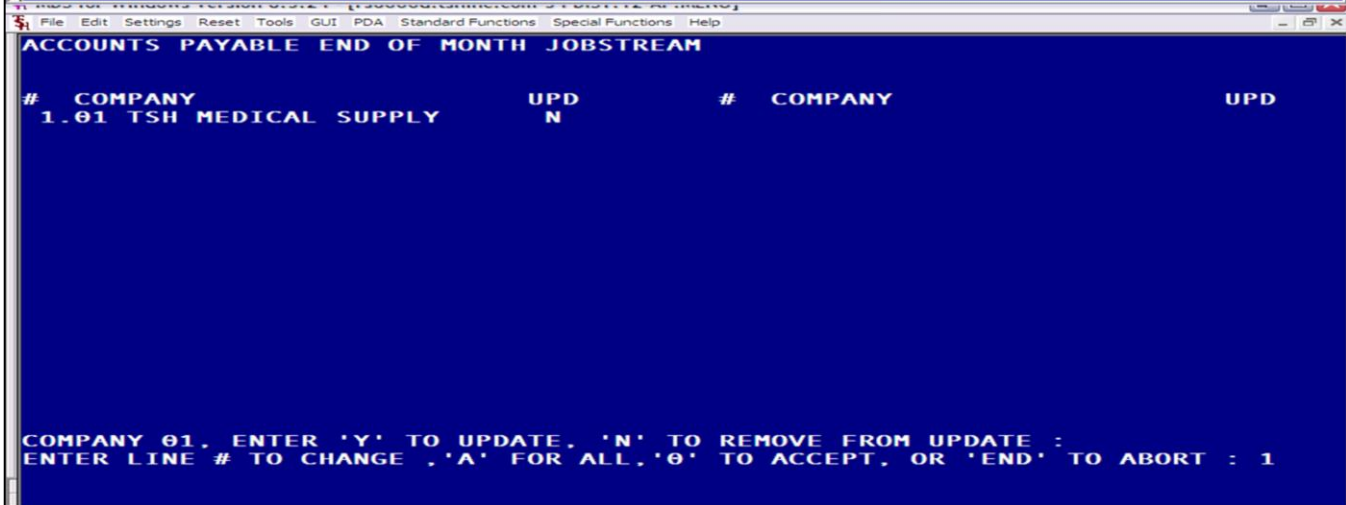 File Edit Settings Reset Tools GUI PDA Standard Functions Special Functions Help
ACCOUNTS PAYABLE END OF MONTH JOBSTREAM
# COMPANY UPD # COMPANY UPD
1.01 TSH MEDICAL SUPPLY N
COMPANY 01, ENTER 'Y' TO UPDATE, 'N' TO REMOVE FROM UPDATE :
ENTER LINE # TO CHANGE ,'A' FOR ALL,'0' TO ACCEPT, OR 'END' TO ABORT : 1